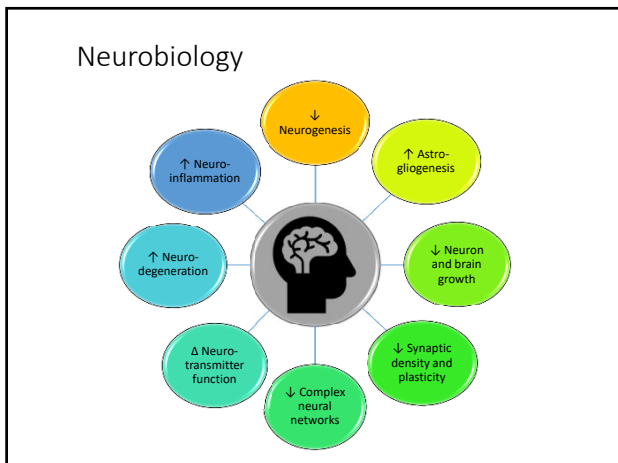 Neurobiology
↓
Neurogenesis
↑ Astro-
gliogenesis
↓ Neuron
and brain
growth
↓ Synaptic
density and
plasticity
↓ Complex
neural
networks
Δ Neuro-
transmitter
function
↑ Neuro-
degeneration
↑ Neuro-
inflammation